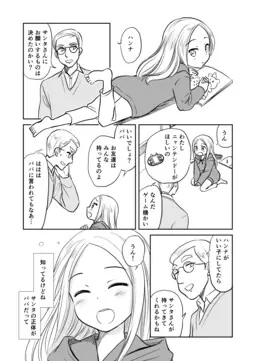 ハンナ
サンタさんに
お願いするものは
決めたのかい？
うん
わたし
ニャンテンドーが
ほしいの
なんだ
ゲーム機かい
いいでしょ？
お友達は
みんな
持ってるのよ
パパ
ははは
パパに言われてもなあ…
ハンナが
いい子にしてたら
サンタさんが
持ってきて
くれるからね
うん！
知ってるけどね
サンタの正体が
パパだって